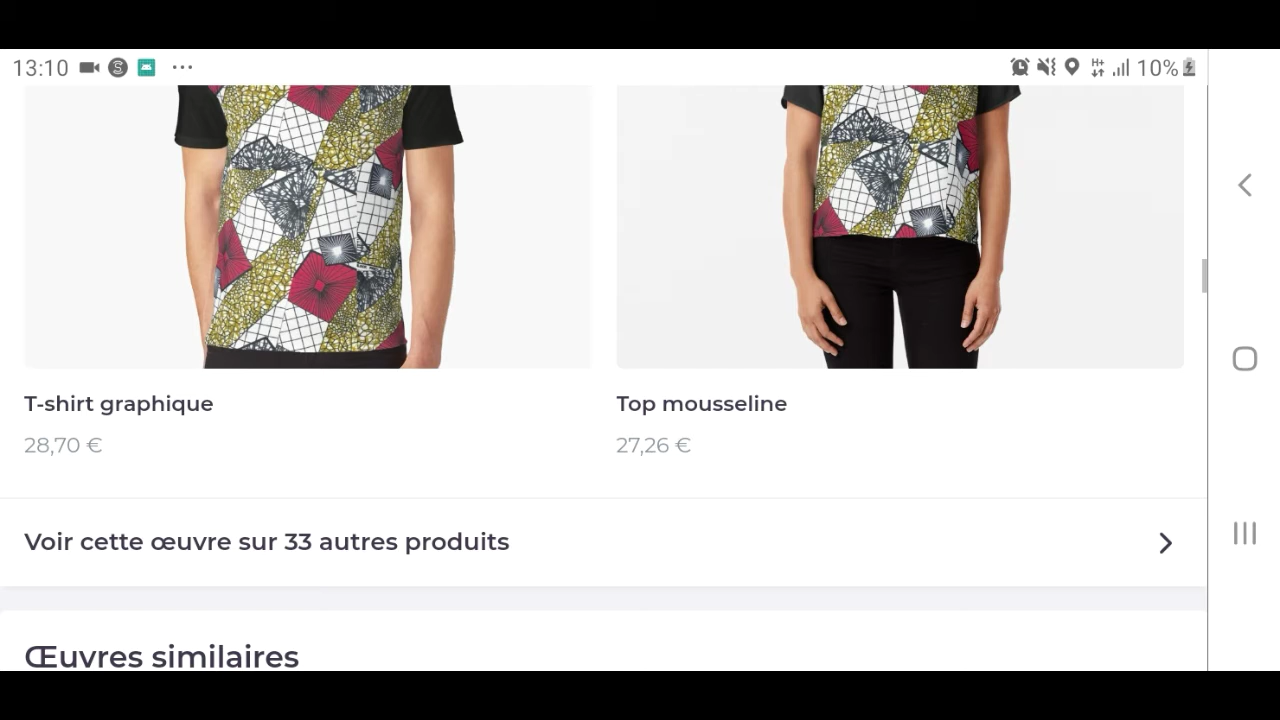 13:10
10%
T-shirt graphique
Top mousseline
28,70 €
27,26 €
Voir cette œuvre sur 33 autres produits
Œuvres similaires